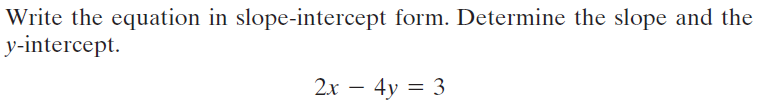 Write the equation in slope-intercept form. Determine the slope and the
y-intercept.
2x − 4y = 3